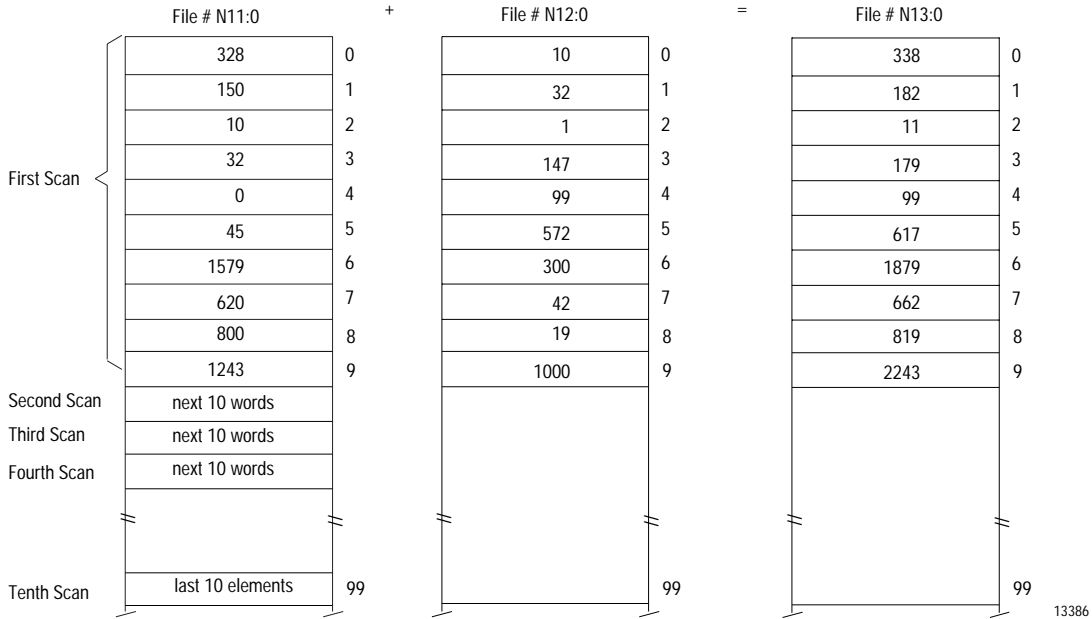 File # N11:0 + File # N12:0 = File # N13:0
328 0 10 0 338 0
150 1 32 1 182 1
10 2 1 2 11 2
32 3 147 3 179 3
First Scan
0 4 99 4 99 4
45 5 572 5 617 5
1579 6 300 6 1879 6
620 7 42 7 662 7
800 8 19 8 819 8
1243 9 1000 9 2243 9
Second Scan next 10 words
Third Scan next 10 words
Fourth Scan next 10 words
Tenth Scan last 10 elements 99 99 99
13386